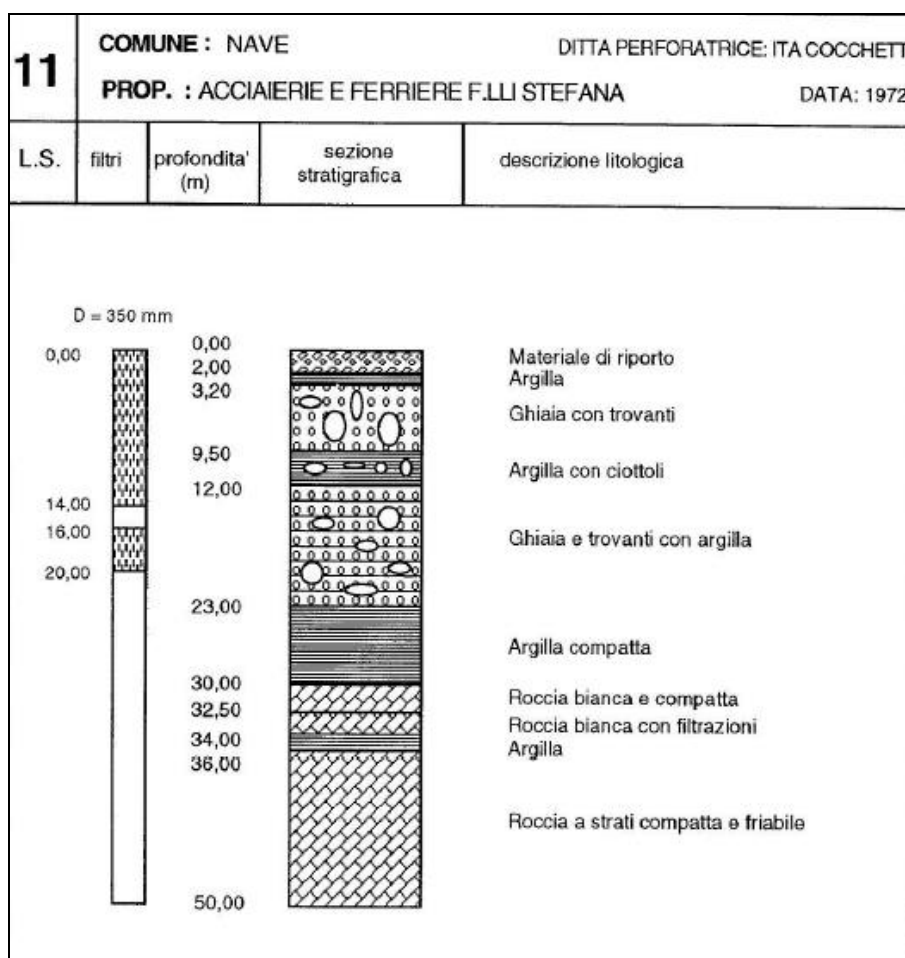 11
COMUNE : NAVE
DITTA PERFORATRICE: ITA COCCHETT
PROP. : ACCIAIERIE E FERRIERE F.LLI STEFANA
DATA: 1972
L.S.
filtri
profondita'
(m)
sezione
stratigrafica
descrizione litologica
D = 350 mm
0,00
14,00
16,00
20,00
0,00
2,00
3,20
9,50
12,00
23,00
30,00
32,50
34,00
36,00
50,00
Materiale di riporto
Argilla
Ghiaia con trovanti
Argilla con ciottoli
Ghiaia e trovanti con argilla
Argilla compatta
Roccia bianca e compatta
Roccia bianca con filtrazioni
Argilla
Roccia a strati compatta e friabile